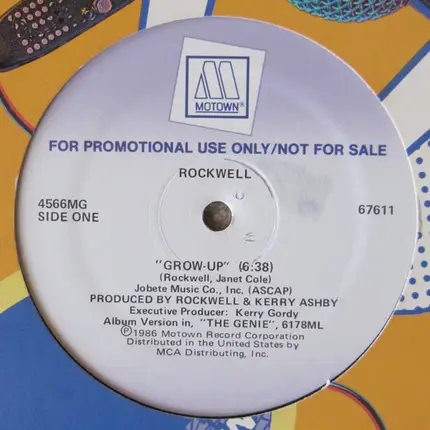 MOTOWN®
FOR PROMOTIONAL USE ONLY/NOT FOR SALE
ROCKWELL
4566MG
SIDE ONE
67611
"GROW-UP" (6:38)
(Rockwell, Janet Cole)
Jobete Music Co., Inc. (ASCAP)
PRODUCED BY ROCKWELL & KERRY ASHBY
Executive Producer: Kerry Gordy
Album Version in, "THE GENIE", 6178ML
Ⓟ1986 Motown Record Corporation
Distributed in the United States by
MCA Distributing, Inc.